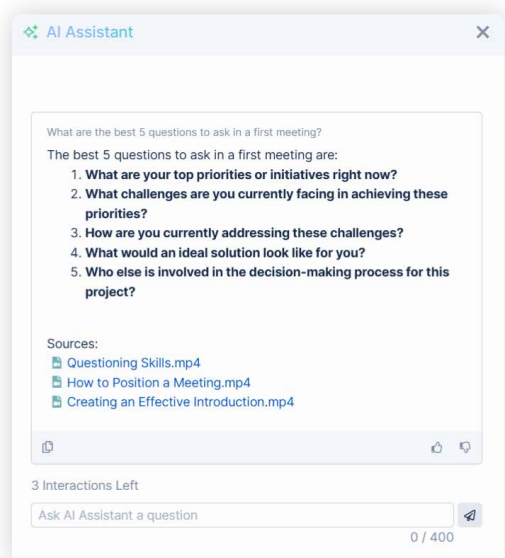 AI Assistant
What are the best 5 questions to ask in a first meeting?
The best 5 questions to ask in a first meeting are:
1. What are your top priorities or initiatives right now?
2. What challenges are you currently facing in achieving these
priorities?
3. How are you currently addressing these challenges?
4. What would an ideal solution look like for you?
5. Who else is involved in the decision-making process for this
project?
Sources:
Questioning Skills.mp4
How to Position a Meeting.mp4
Creating an Effective Introduction.mp4
3 Interactions Left
Ask AI Assistant a question
0 / 400